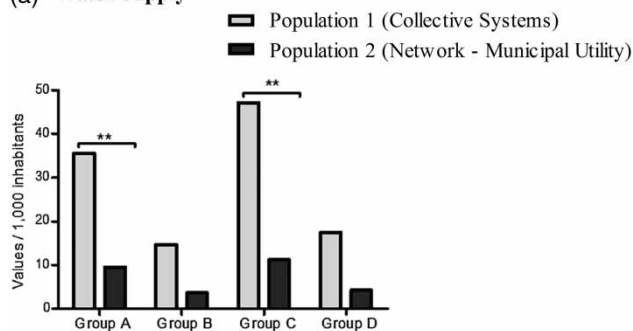 (a)
Population 1 (Collective Systems)
Population 2 (Network - Municipal Utility)
Values / 1,000 inhabitants
50
40
30
20
10
0
**
**
Group A Group B Group C Group D